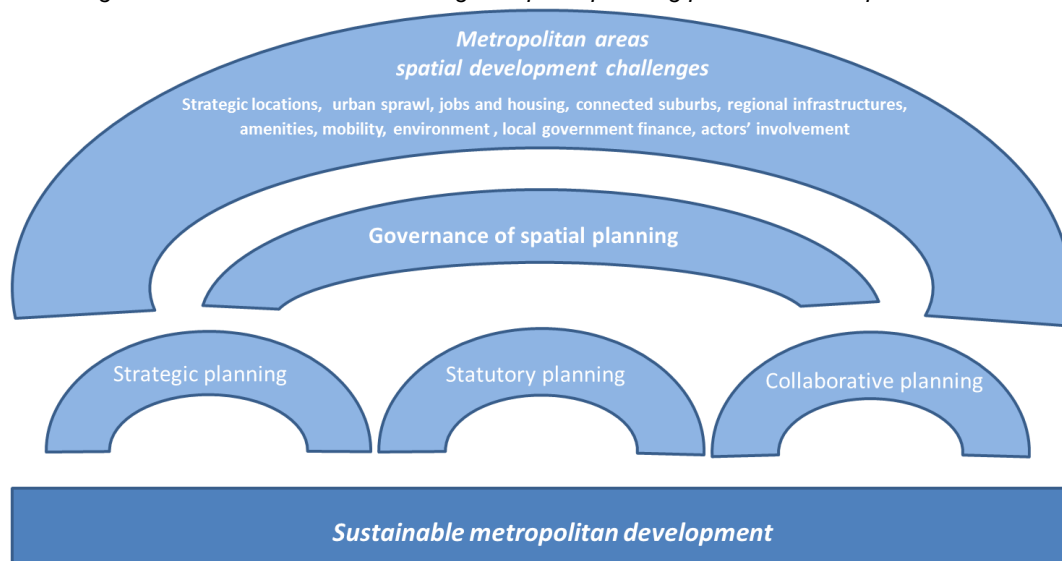 Metropolitan areas
spatial development challenges
Strategic locations, urban sprawl, jobs and housing, connected suburbs, regional infrastructures,
amenities, mobility, environment , local government finance, actors’ involvement
Governance of spatial planning
Strategic planning
Statutory planning
Collaborative planning
Sustainable metropolitan development